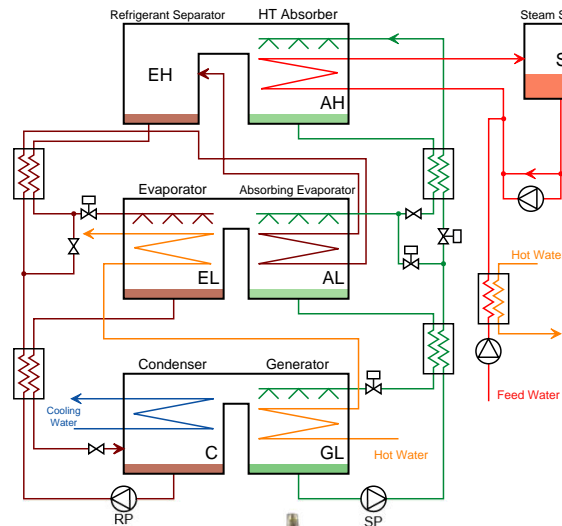 Refrigerant Separator
HT Absorber
Steam S
EH
AH
S
Evaporator
Absorbing Evaporator
EL
AL
Hot Water
Condenser
Generator
Cooling
Water
Feed Water
C
GL
Hot Water
RP
SP